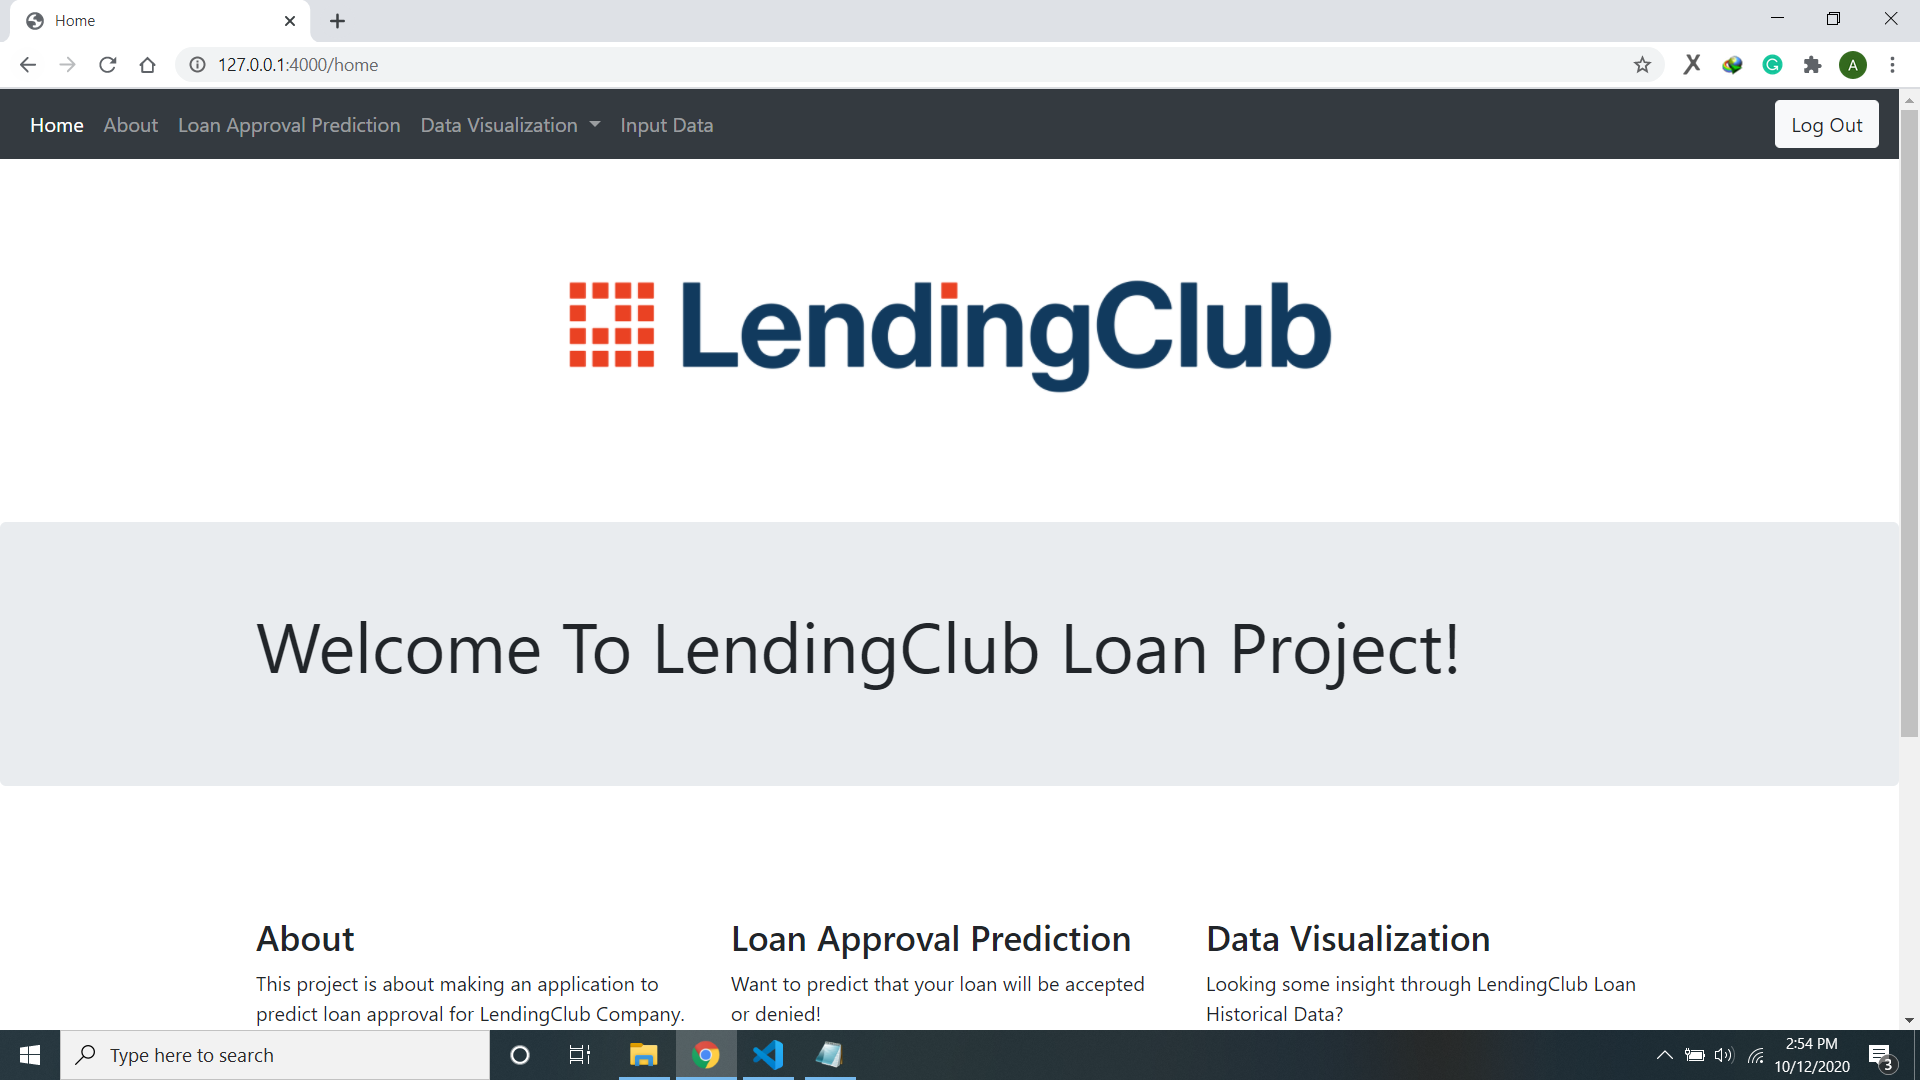 Home
127.0.0.1:4000/home
A
Home About Loan Approval Prediction Data Visualization Input Data Log Out
LendingClub
Welcome To LendingClub Loan Project!
About
This project is about making an application to
predict loan approval for LendingClub Company.
Loan Approval Prediction
Want to predict that your loan will be accepted
or denied!
Data Visualization
Looking some insight through LendingClub Loan
Historical Data?
Type here to search
2:54 PM
10/12/2020
3